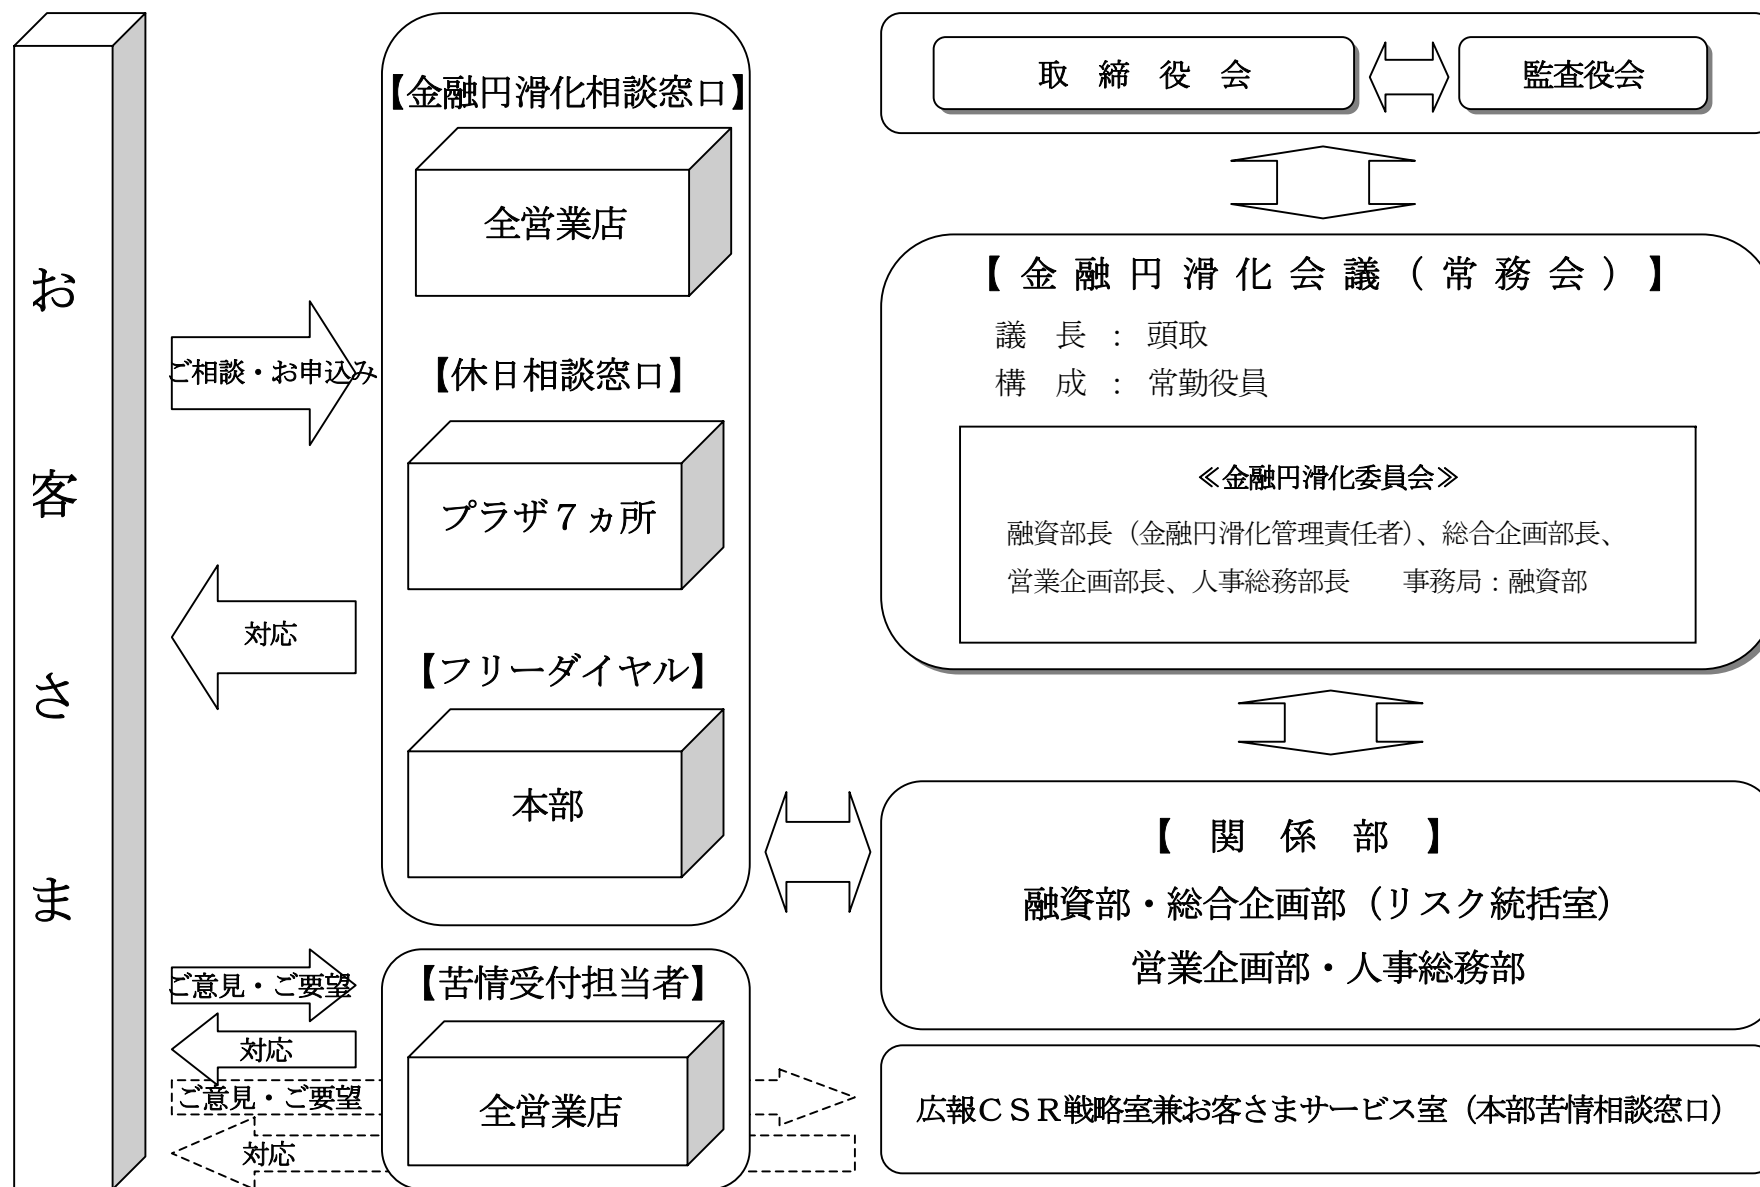 お客さま
ご相談・お申込み
対応
ご意見・ご要望
対応
ご意見・ご要望
対応
【金融円滑化相談窓口】
全営業店
【休日相談窓口】
プラザ７ヵ所
【フリーダイヤル】
本部
【苦情受付担当者】
全営業店
取　締　役　会
監査役会
【金融円滑化会議（常務会）】
議　長　：　頭取
構　成　：　常勤役員
≪金融円滑化委員会≫
融資部長（金融円滑化管理責任者）、総合企画部長、
営業企画部長、人事総務部長　　事務局：融資部
【　関　係　部　】
融資部・総合企画部（リスク統括室）
営業企画部・人事総務部
広報ＣＳＲ戦略室兼お客さまサービス室（本部苦情相談窓口）